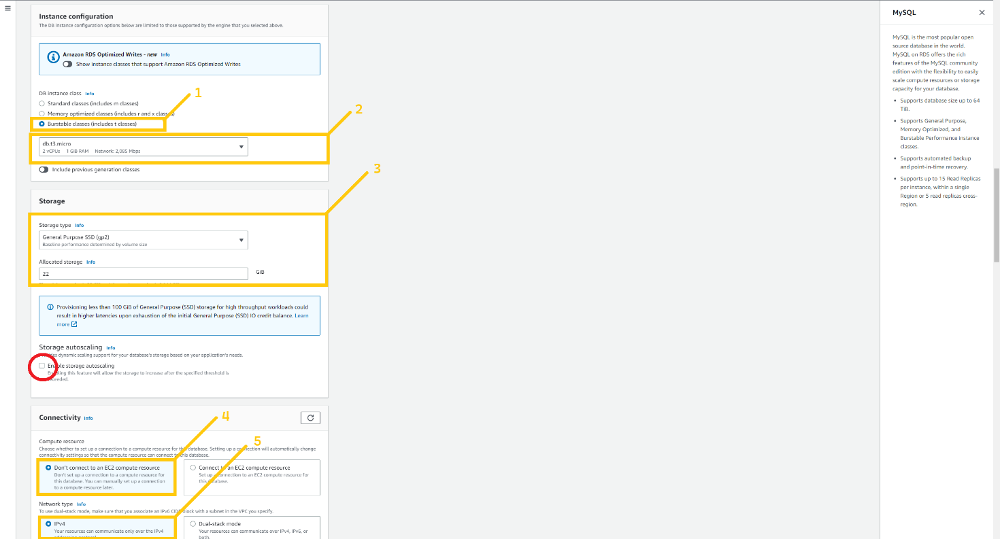 Instance configuration
The DB instance configuration options below are limited to those supported by the engine that you selected above.
Amazon RDS Optimized Writes - new Info
Show instance classes that support Amazon RDS Optimized Writes
DB instance class Info
1
Standard classes (includes m classes)
Memory optimized classes (includes r and x classes)
Burstable classes (includes t classes)
2
db.t3.micro
2 vCPUs 1 GiB RAM Network: 2,085 Mbps
Include previous generation classes
3
Storage
Storage type Info
General Purpose SSD (gp2)
Baseline performance determined by volume size
Allocated storage Info
22
GiB
Provisioning less than 100 GiB of General Purpose (SSD) storage for high throughput workloads could
result in higher latencies upon exhaustion of the initial General Purpose (SSD) IO credit balance. Learn
more
Storage autoscaling Info
dynamic scaling support for your database's storage based on your application's needs.
Enable storage autoscaling
Enabling this feature will allow the storage to increase after the specified threshold is
exceeded.
Connectivity Info
4
5
Compute resource
Choose whether to set up a connection to a compute resource for this database. Setting up a connection will automatically change
connectivity settings so that the compute resource can connect to this database.
Don't connect to an EC2 compute resource
Don't set up a connection to a compute resource for
this database. You can manually set up a connection
to a compute resource later.
Connect to an EC2 compute resource
Set up a connection to an EC2 compute resource for
this database.
Network type Info
To use dual-stack mode, make sure that you associate an IPv6 CIDR block with a subnet in the VPC you specify.
IPv4
Your resources can communicate only over the IPv4
Dual-stack mode
Your resources can communicate over IPv4, IPv6, or
both.
MySQL
MySQL is the most popular open
source database in the world.
MySQL on RDS offers the rich
features of the MySQL community
edition with the flexibility to easily
scale compute resources or storage
capacity for your database.
• Supports database size up to 64
TiB.
• Supports General Purpose,
Memory Optimized, and
Burstable Performance instance
classes.
• Supports automated backup
and point-in-time recovery.
• Supports up to 15 Read Replicas
per instance, within a single
Region or 5 read replicas cross-
region.